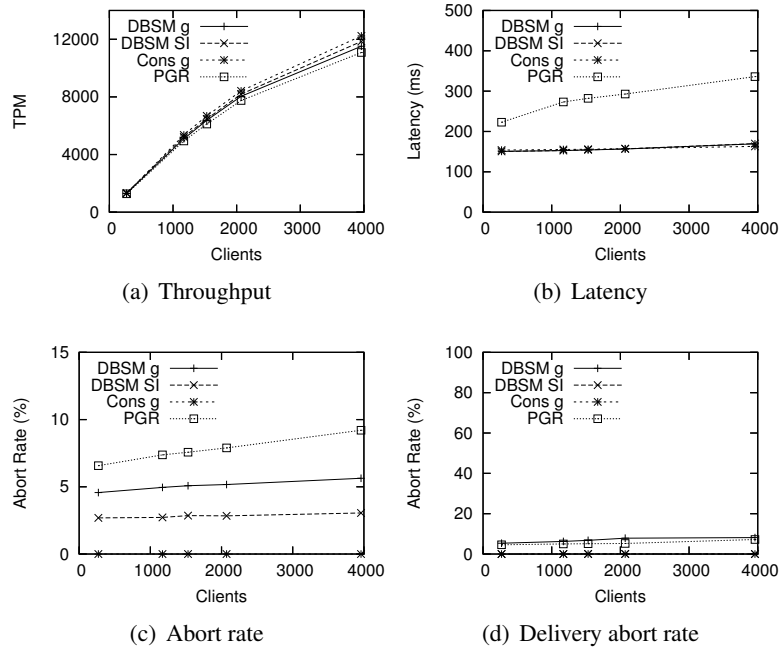 TPM
12000
8000
4000
0
DBSM g
DBSM SI
Cons g
PGR
0 1000 2000 3000 4000
Clients
(a) Throughput
Latency (ms)
500
400
300
200
100
0
DBSM g
DBSM SI
Cons g
PGR
0 1000 2000 3000 4000
Clients
(b) Latency
Abort Rate (%)
15
10
5
0
DBSM g
DBSM SI
Cons g
PGR
0 1000 2000 3000 4000
Clients
(c) Abort rate
Abort Rate (%)
100
80
60
40
20
0
DBSM g
DBSM SI
Cons g
PGR
0 1000 2000 3000 4000
Clients
(d) Delivery abort rate